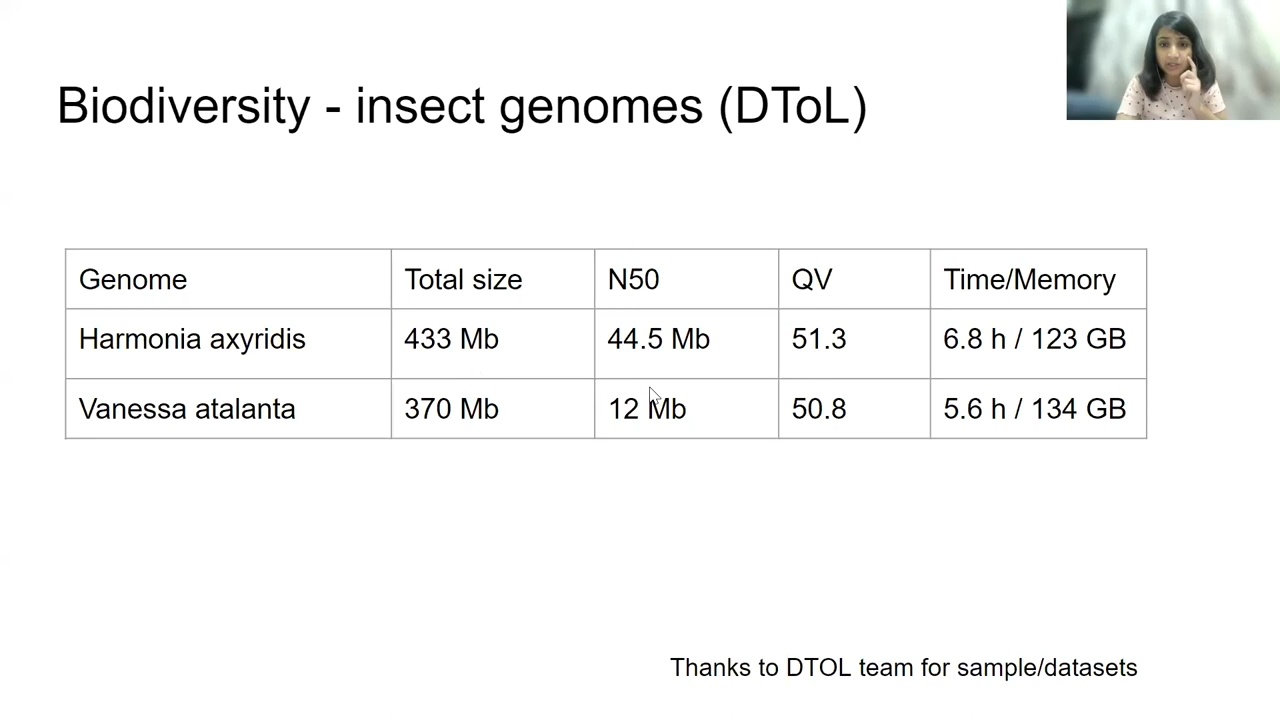 Biodiversity - insect genomes (DToL)
Genome Total size N50 QV Time/Memory
Harmonia axyridis 433 Mb 44.5 Mb 51.3 6.8 h / 123 GB
Vanessa atalanta 370 Mb 12 Mb 50.8 5.6 h / 134 GB
Thanks to DTOL team for sample/datasets